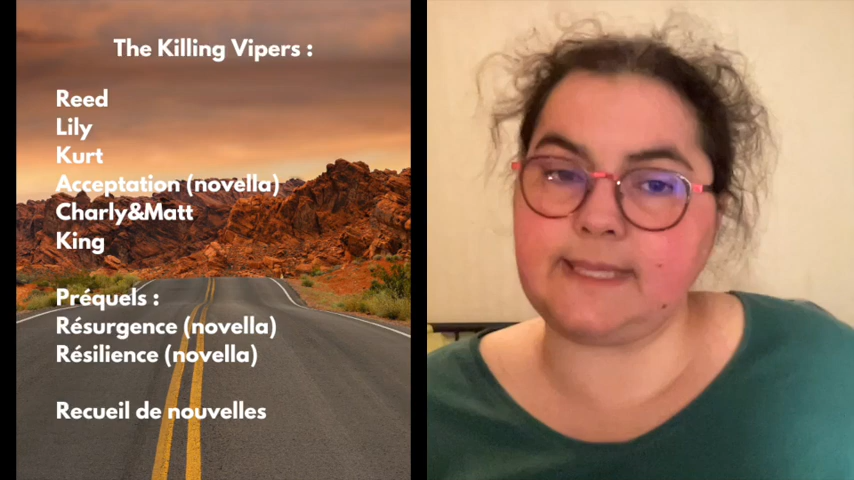 The Killing Vipers :
Reed
Lily
Kurt
Acceptation (novella)
Charly&Matt
King
Préquels :
Résurgence (novella)
Résilience (novella)
Recueil de nouvelles